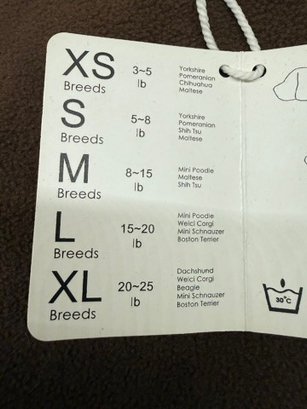 XS
Breeds
3~5
lb
Yorkshire
Pomeranian
Chihuahua
Maltese
S
Breeds
5~8
lb
Yorkshire
Pomeranian
Shih Tsu
Maltese
M
Breeds
8~15
lb
Mini Poodle
Maltese
Shih Tsu
L
Breeds
15~20
lb
Mini Poodle
Weici Corgi
Mini Schnauzer
Boston Terrier
XL
Breeds
20~25
lb
Dachshund
Weici Corgi
Beagle
Mini Schnauzer
Boston Terrier
30°C